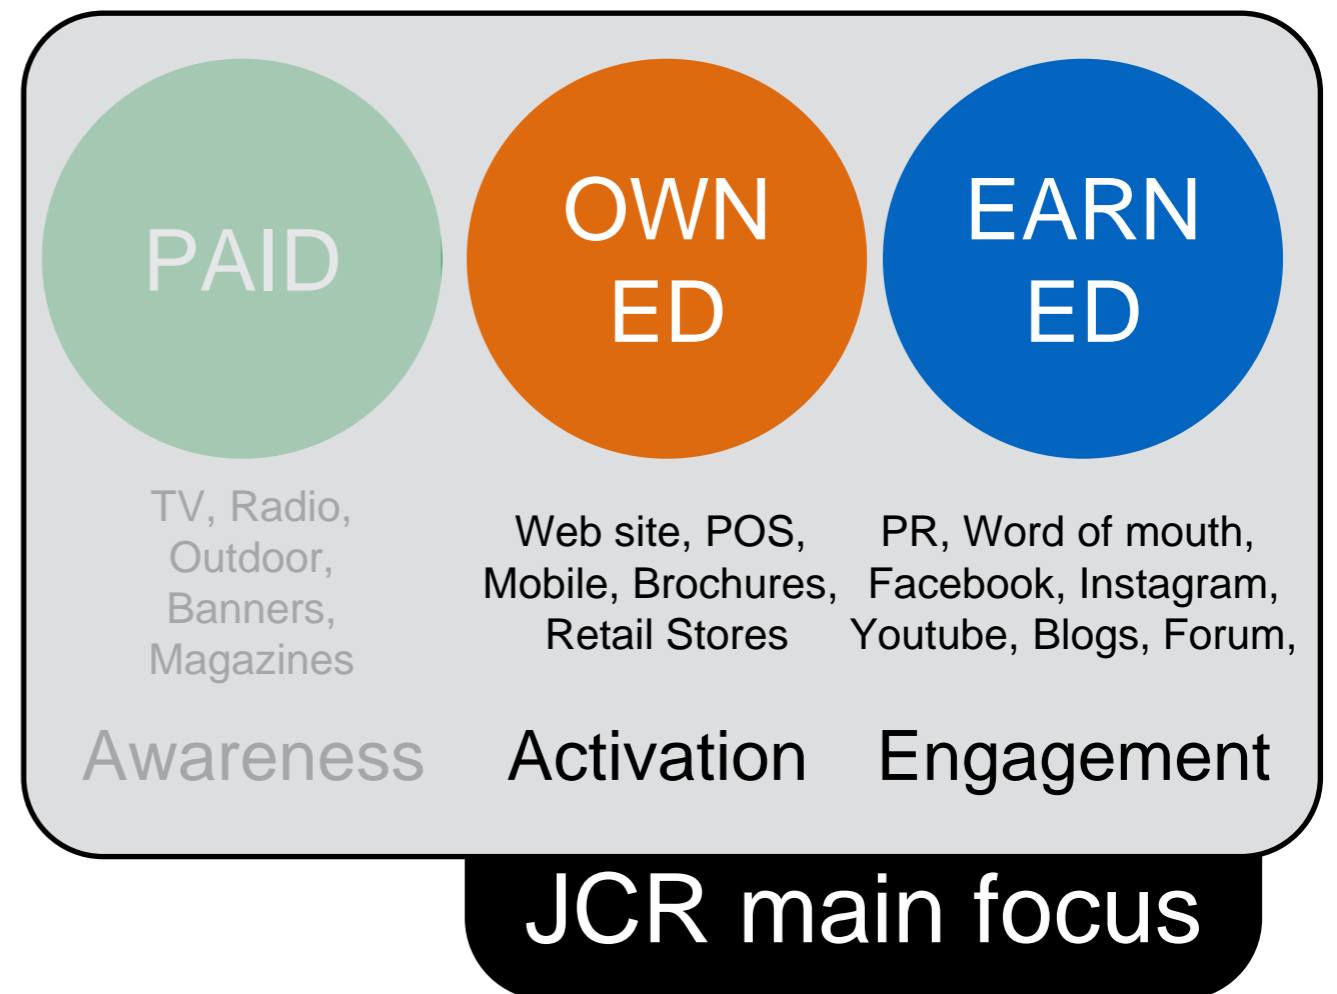 PAID
TV, Radio,
Outdoor,
Banners,
Magazines
Awareness
OWN
ED
Web site, POS,
Mobile, Brochures,
Retail Stores
Activation
EARN
ED
PR, Word of mouth,
Facebook, Instagram,
Youtube, Blogs, Forum,
Engagement
JCR main focus